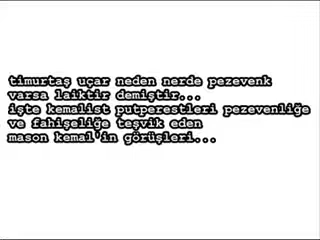 timurtaş uçar neden nerde pezevenk
varsa laiktir demiştir...
işte kemalist putperestleri pezevenliğe
ve fahişeliğe teşvik eden
mason kemal'in görüşleri...